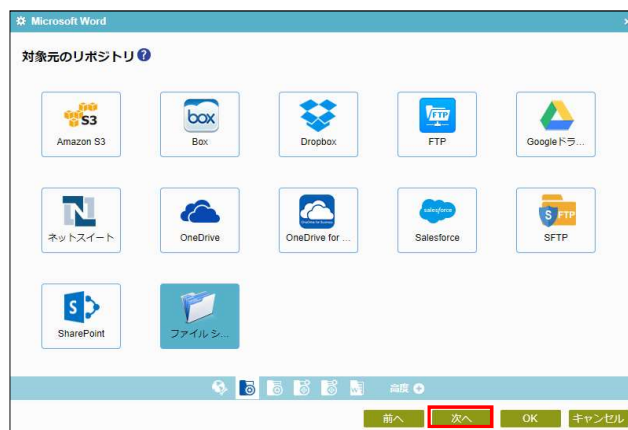 Microsoft Word
対象元のリポジトリ ?
S3
Amazon S3
box
Box
Dropbox
FTP
FTP
Googleドラ...
N
ネットスイート
OneDrive
OneDrive for ...
salesforce
Salesforce
S FTP
SFTP
S
SharePoint
ファイル シ...
高度
前へ
次へ
OK
キャンセル